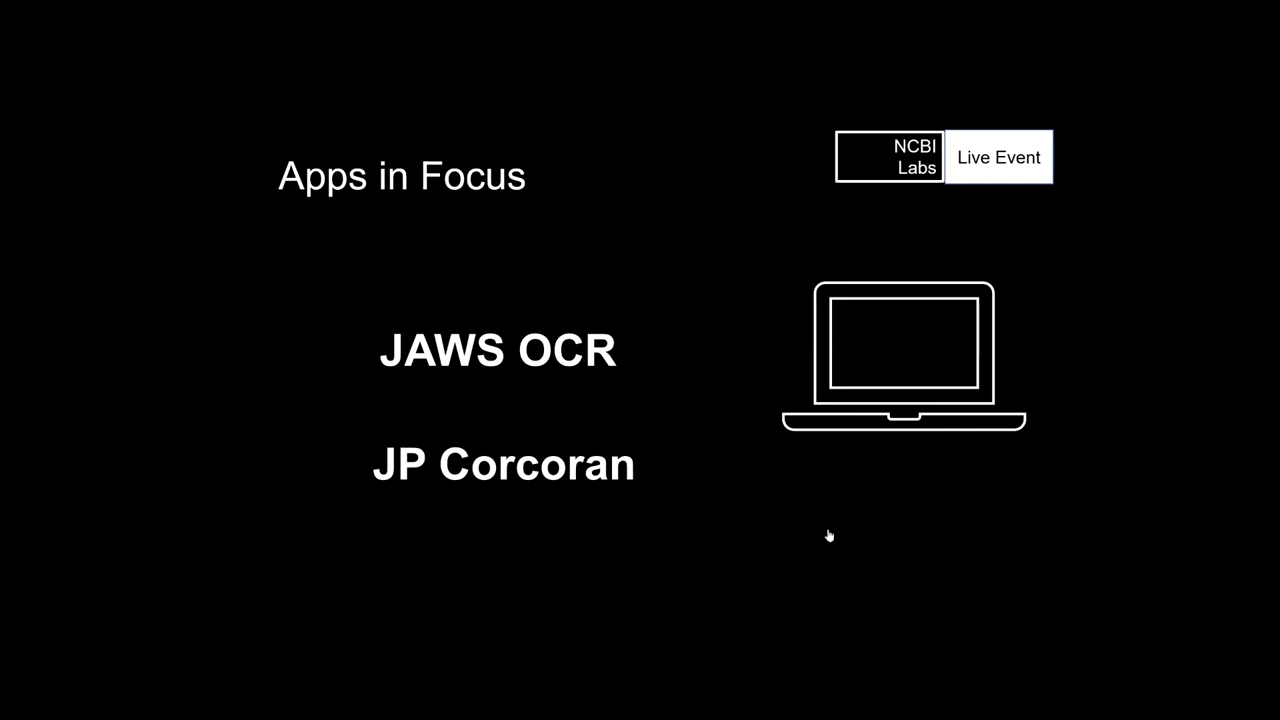 Apps in Focus
NCBI
Labs
Live Event
JAWS OCR
JP Corcoran